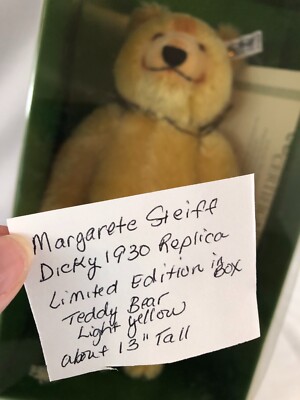 Margarete Steiff
Dicky 1930 Replica
Limited Edition in Box
Teddy Bear
Light yellow
about 13" Tall